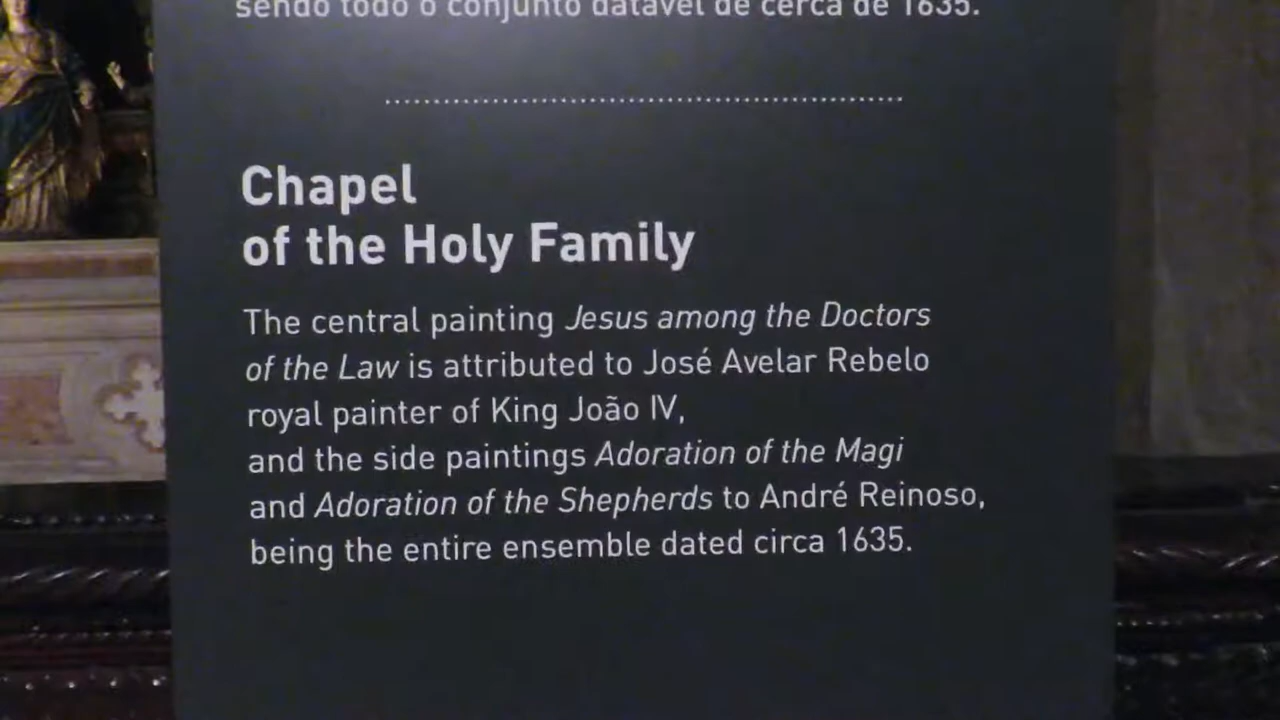 sendo todo o conjunto datável de cerca de 1635.
Chapel
of the Holy Family
The central painting Jesus among the Doctors
of the Law is attributed to José Avelar Rebelo
royal painter of King João IV,
and the side paintings Adoration of the Magi
and Adoration of the Shepherds to André Reinoso,
being the entire ensemble dated circa 1635.